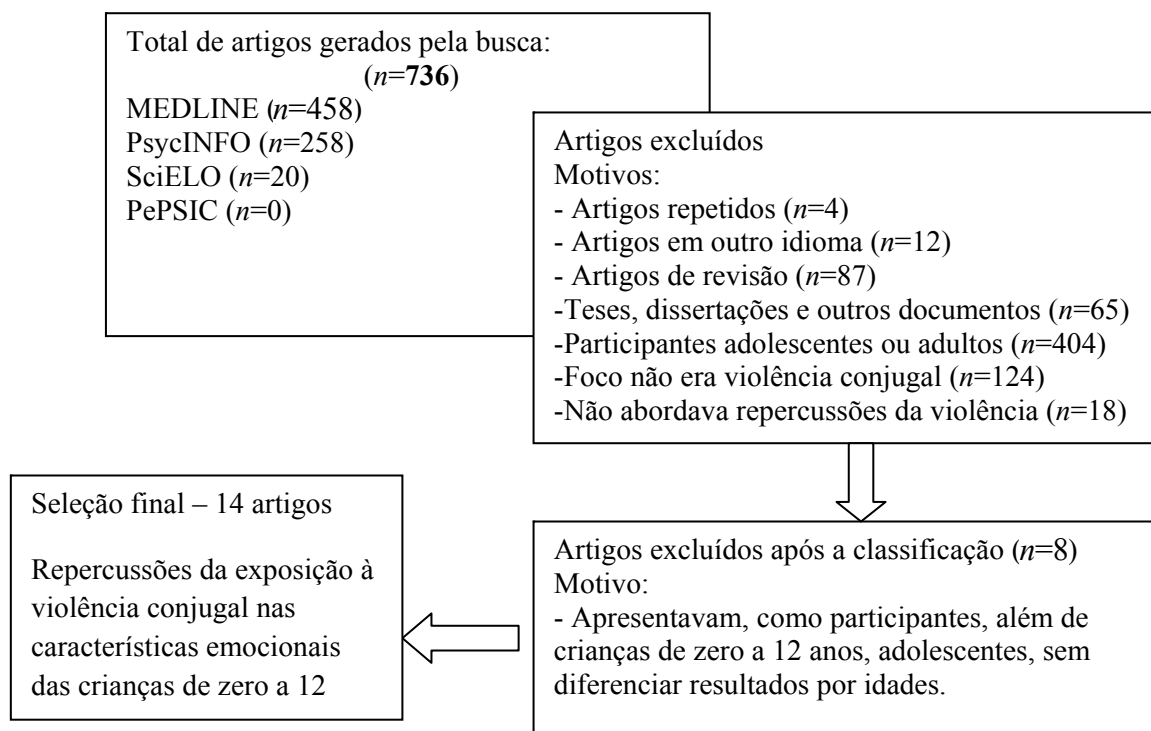 Total de artigos gerados pela busca:
(n=736)
MEDLINE (n=458)
PsycINFO (n=258)
SciELO (n=20)
PePSIC (n=0)
Artigos excluídos
Motivos:
- Artigos repetidos (n=4)
- Artigos em outro idioma (n=12)
- Artigos de revisão (n=87)
-Teses, dissertações e outros documentos (n=65)
-Participantes adolescentes ou adultos (n=404)
-Foco não era violência conjugal (n=124)
-Não abordava repercussões da violência (n=18)
Artigos excluídos após a classificação (n=8)
Motivo:
- Apresentavam, como participantes, além de
crianças de zero a 12 anos, adolescentes, sem
diferenciar resultados por idades.
Seleção final – 14 artigos
Repercussões da exposição à
violência conjugal nas
características emocionais
das crianças de zero a 12